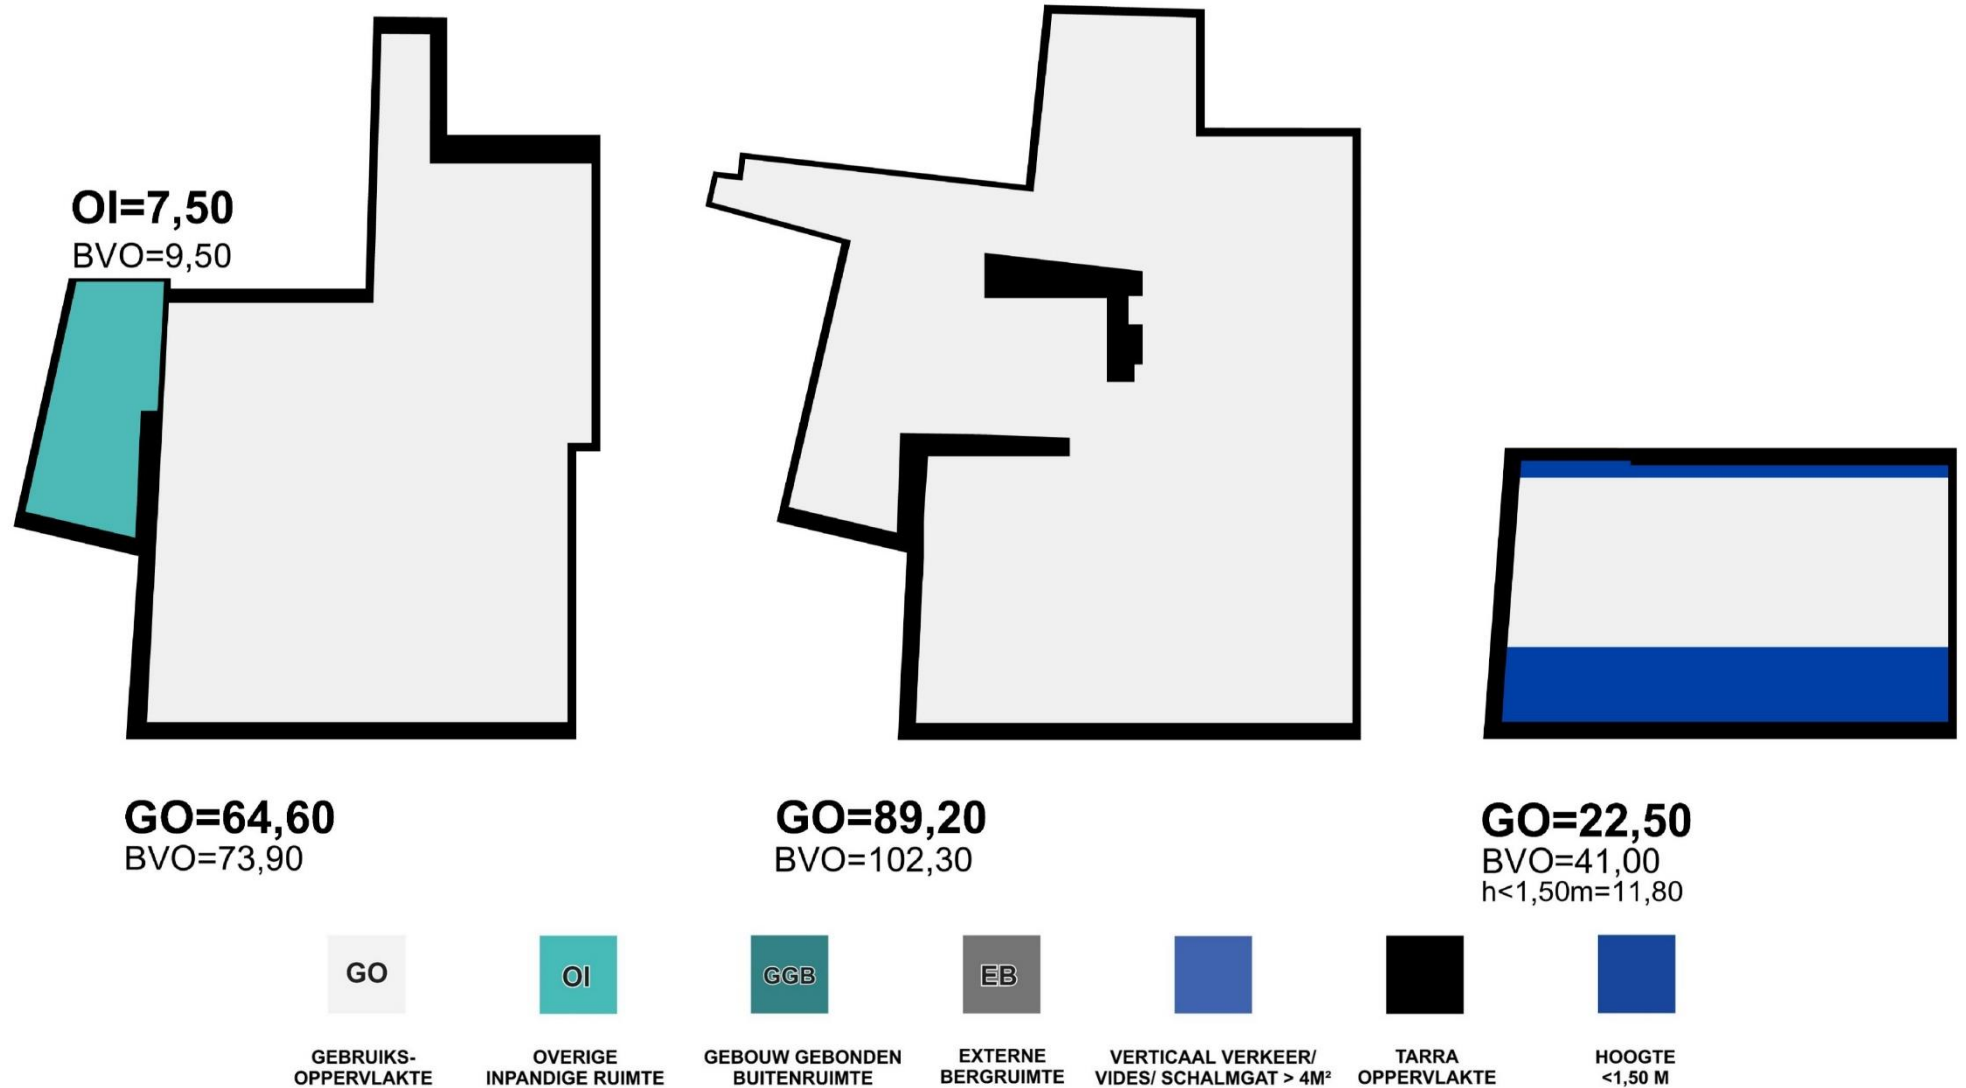 OI=7,50
BVO=9,50
GO=64,60
BVO=73,90
GO=89,20
BVO=102,30
GO=22,50
BVO=41,00
h<1,50m=11,80
GO
OI
GGB
EB
GEBRUIKS-
OPPERVLAKTE
OVERIGE
INPANDIGE RUIMTE
GEBOUW GEBONDEN
BUITENRUIMTE
EXTERNE
BERGRUIMTE
VERTICAAL VERKEER/
VIDES/ SCHALMGAT > 4M²
TARRA
OPPERVLAKTE
HOOGTE
<1,50 M